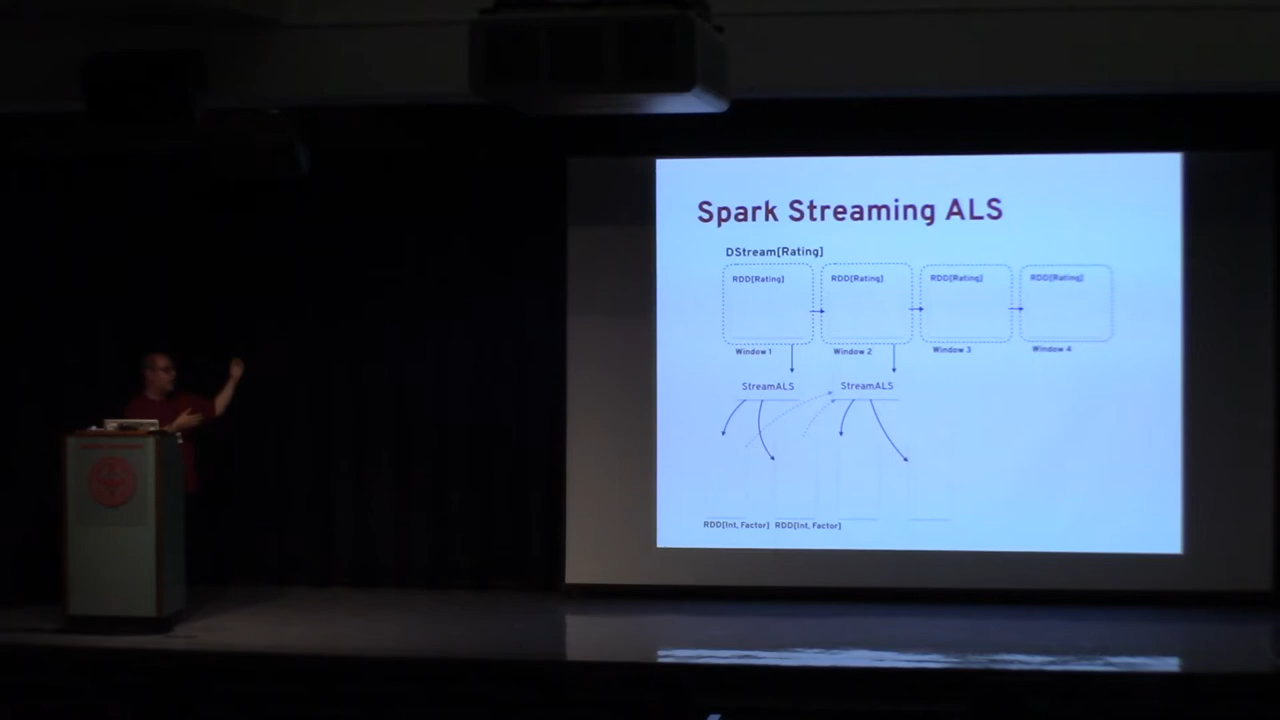 Spark Streaming ALS
DStream[Rating]
RDD[Rating] RDD[Rating] RDD[Rating] RDD[Rating]
Window 1 Window 2 Window 3 Window 4
StreamALS StreamALS
RDD[Int, Factor] RDD[Int, Factor]